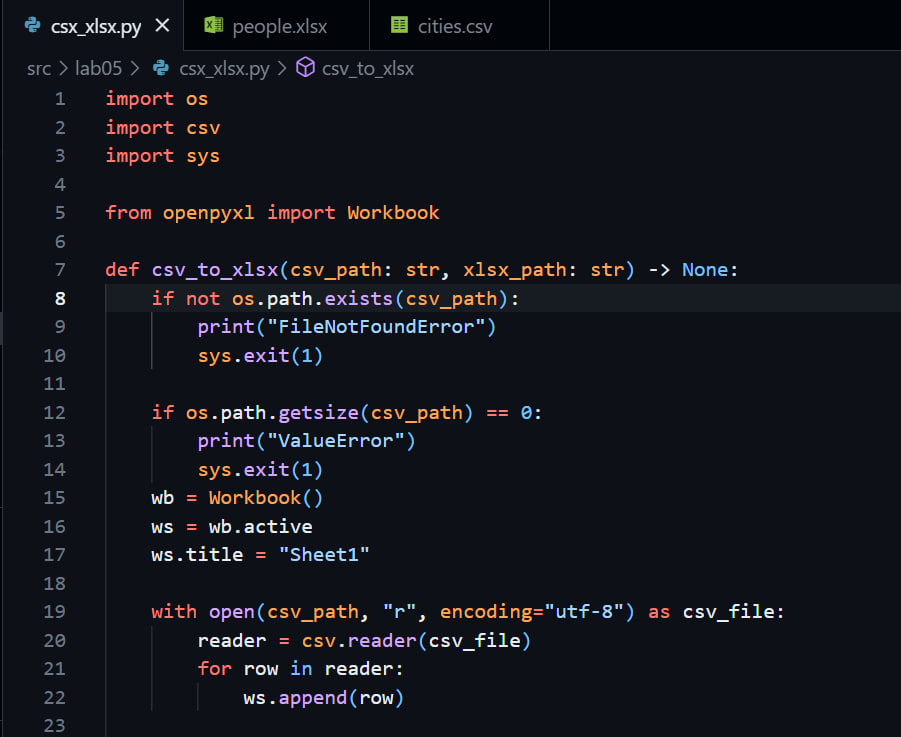 csx_xlsx.py people.xlsx cities.csv
src > lab05 > csx_xlsx.py > csv_to_xlsx
1 import os
2 import csv
3 import sys
4
5 from openpyxl import Workbook
6
7 def csv_to_xlsx(csv_path: str, xlsx_path: str) -> None:
8     if not os.path.exists(csv_path):
9         print("FileNotFoundError")
10         sys.exit(1)
11
12     if os.path.getsize(csv_path) == 0:
13         print("ValueError")
14         sys.exit(1)
15     wb = Workbook()
16     ws = wb.active
17     ws.title = "Sheet1"
18
19     with open(csv_path, "r", encoding="utf-8") as csv_file:
20         reader = csv.reader(csv_file)
21         for row in reader:
22             ws.append(row)
23